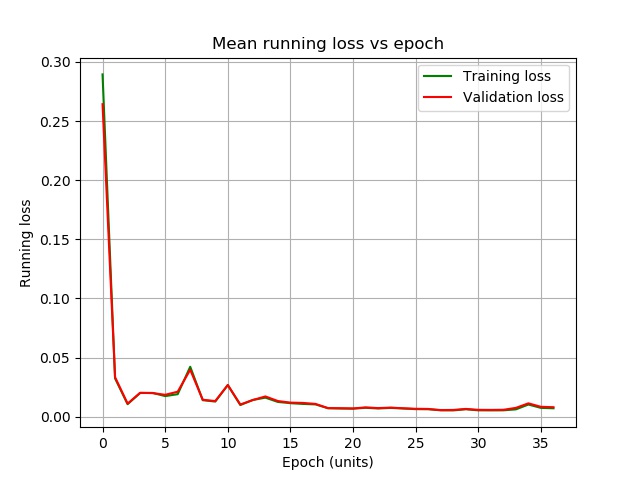 Mean running loss vs epoch
Training loss
Validation loss
0.30
0.25
0.20
0.15
0.10
0.05
0.00
Running loss
0 5 10 15 20 25 30 35
Epoch (units)